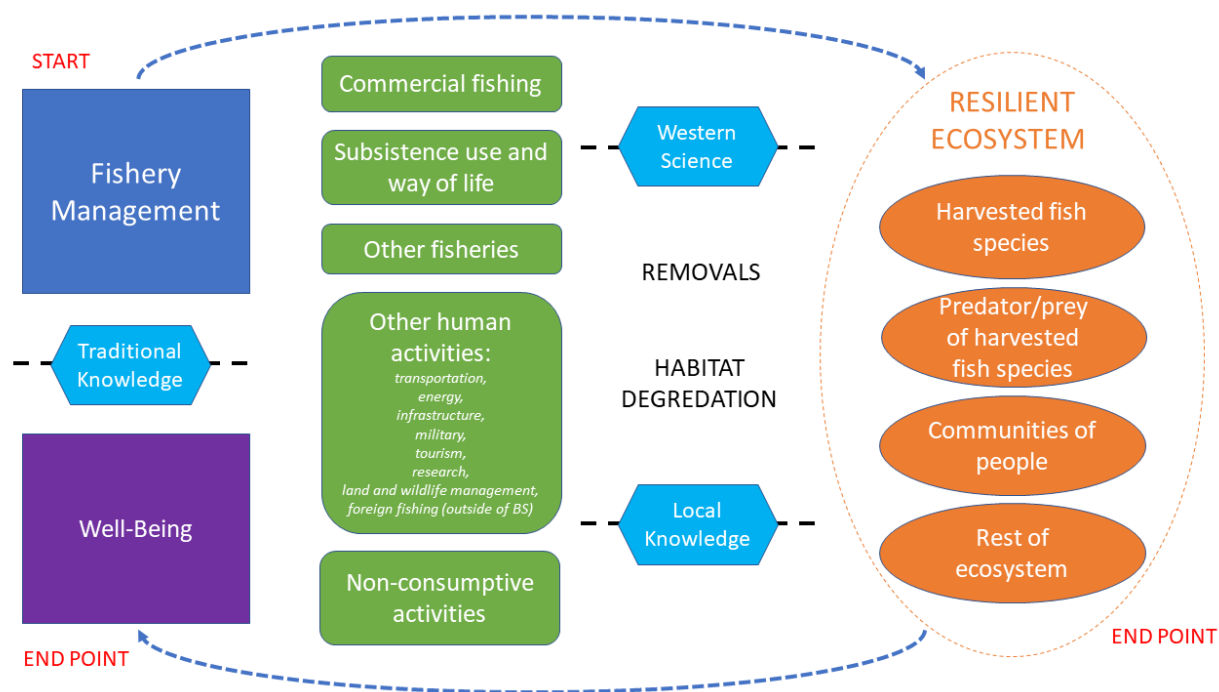 START
Fishery
Management
Traditional
Knowledge
Well-Being
END POINT
Commercial fishing
Subsistence use and
way of life
Other fisheries
Other human
activities:
transportation,
energy,
infrastructure,
military,
tourism,
research,
land and wildlife management,
foreign fishing (outside of BS)
Non-consumptive
activities
Western
Science
REMOVALS
HABITAT
DEGREDATION
Local
Knowledge
RESILIENT
ECOSYSTEM
Harvested fish
species
Predator/prey
of harvested
fish species
Communities of
people
Rest of
ecosystem
END POINT